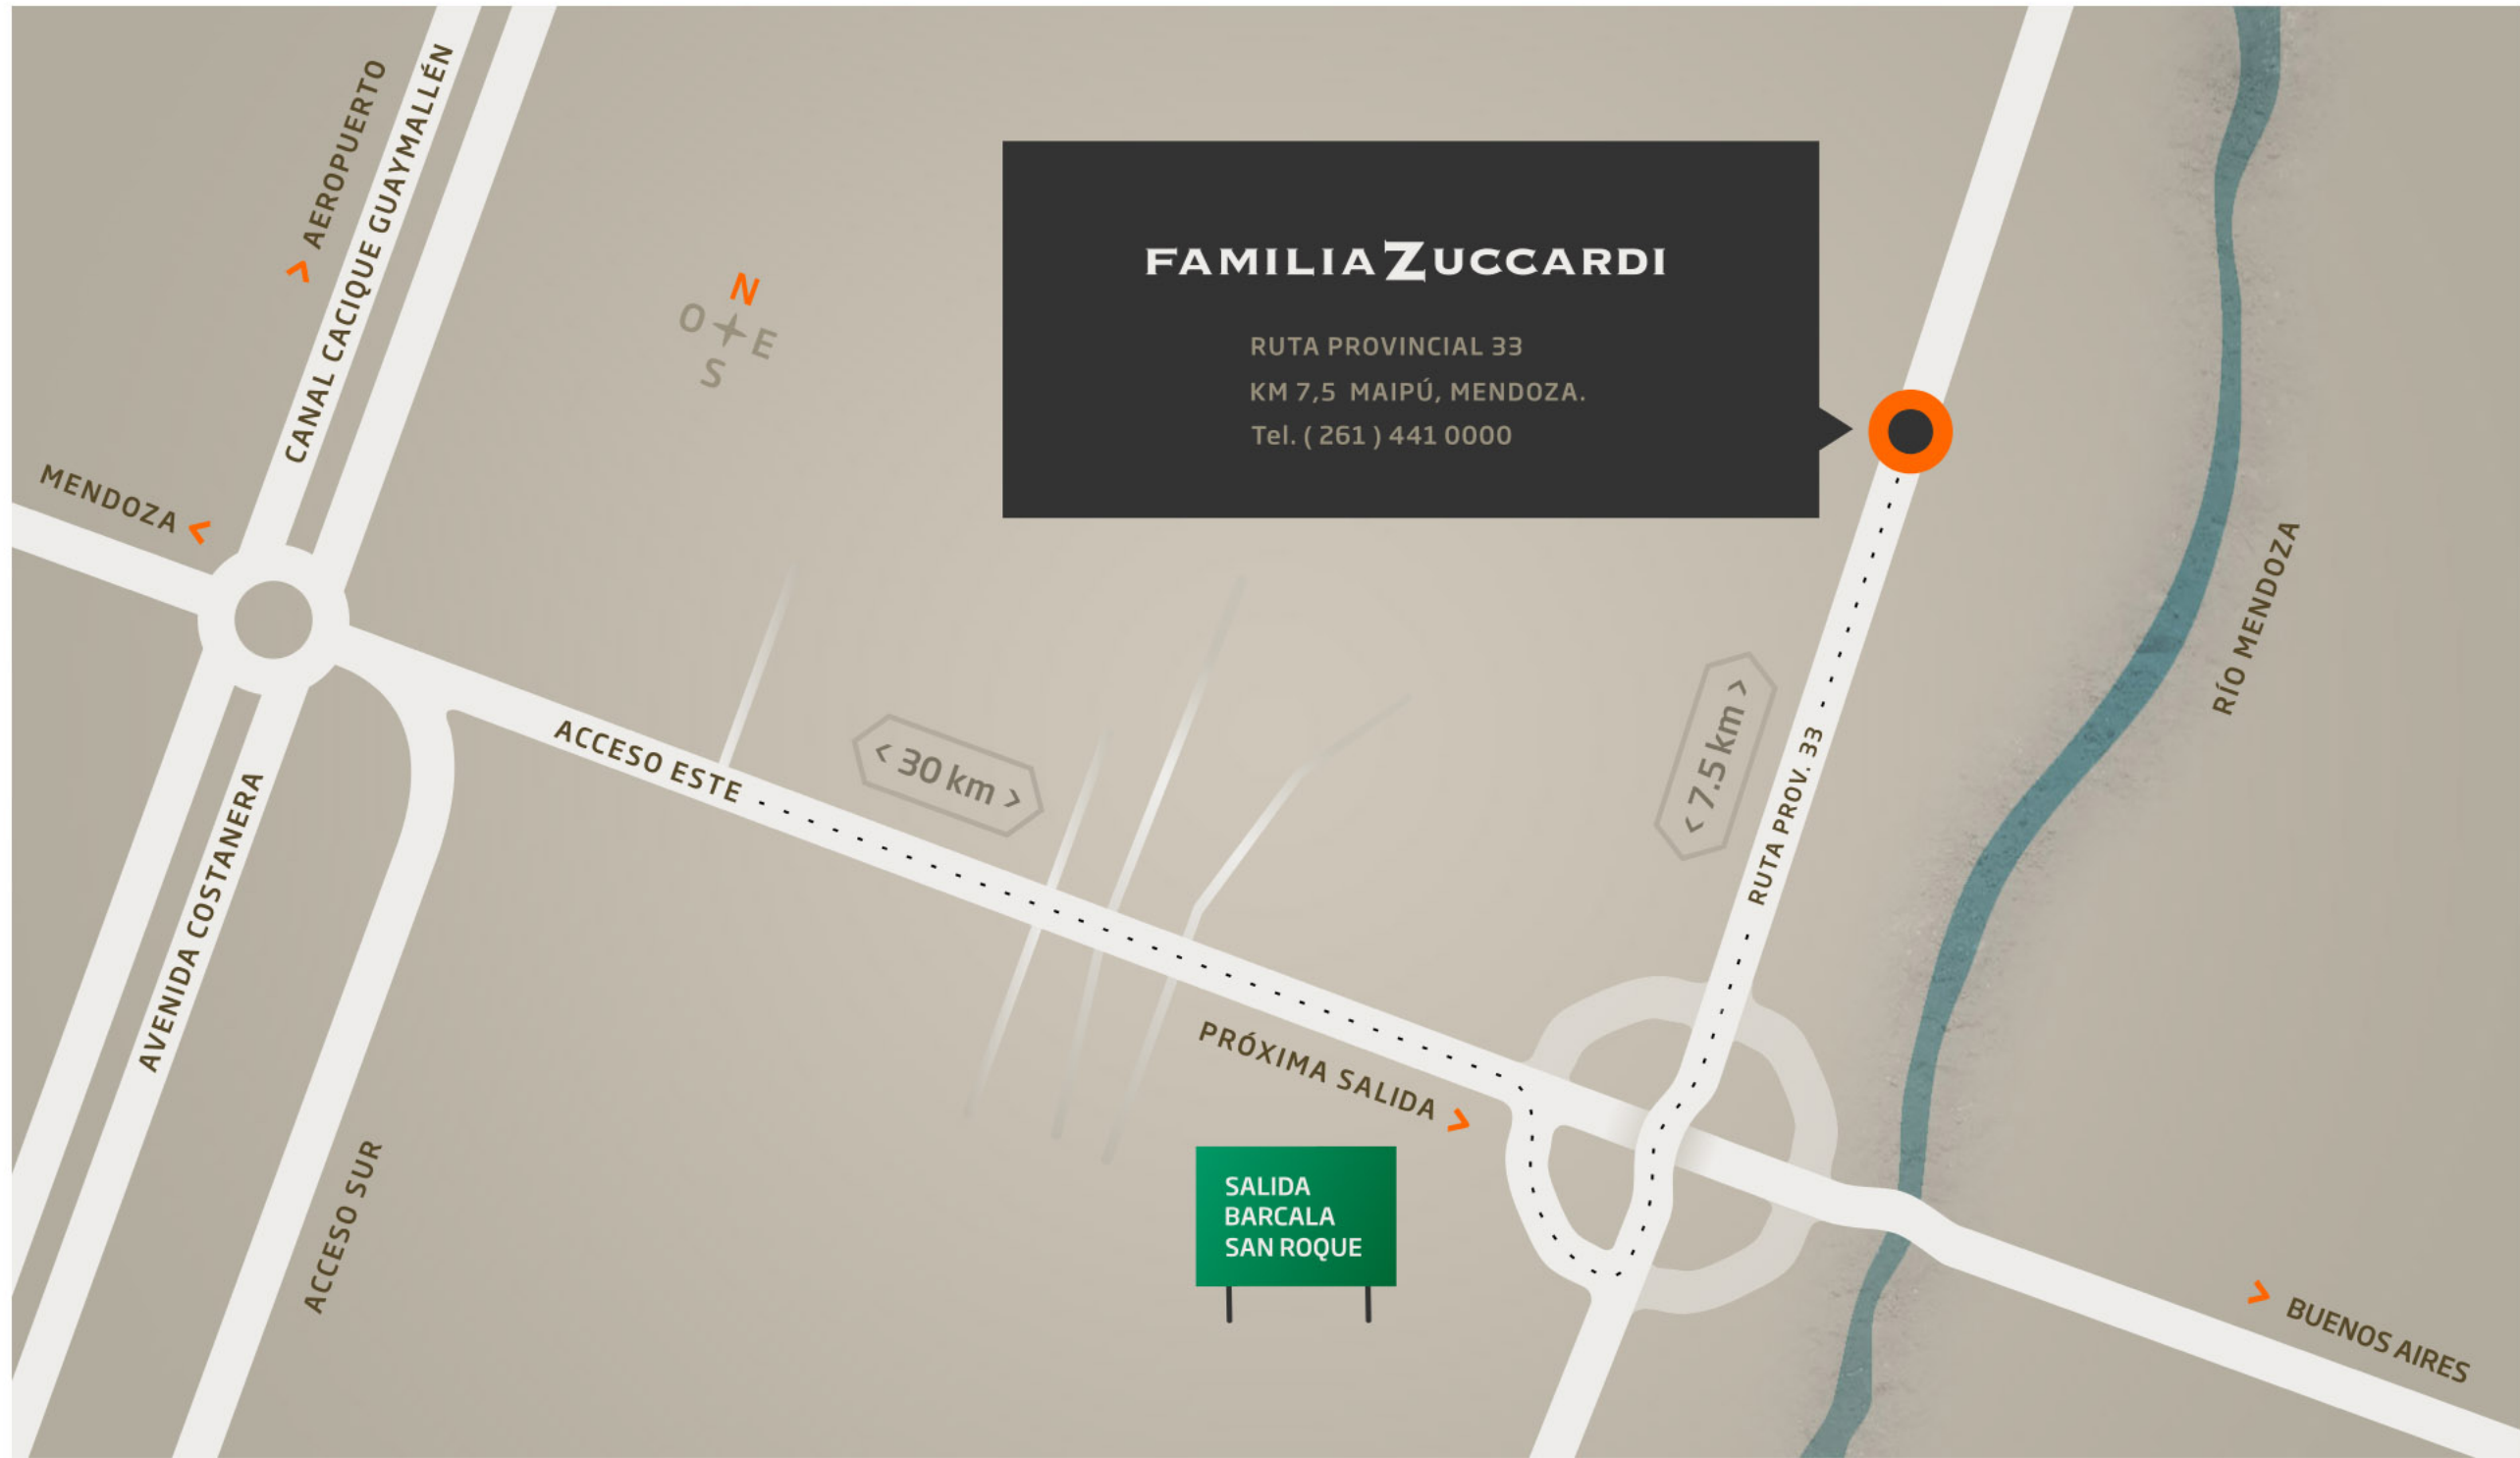 AEROPUERTO
CANAL CACIQUE GUAYMALLÉN
MENDOZA
N
O E
S
FAMILIA ZUCCARDI
RUTA PROVINCIAL 33
KM 7,5 MAIPÚ, MENDOZA.
Tel. ( 261 ) 441 0000
RÍO MENDOZA
ACCESO ESTE
< 30 km >
< 7.5 km >
RUTA PROV. 33
AVENIDA COSTANERA
ACCESO SUR
PRÓXIMA SALIDA
SALIDA
BARCALA
SAN ROQUE
BUENOS AIRES